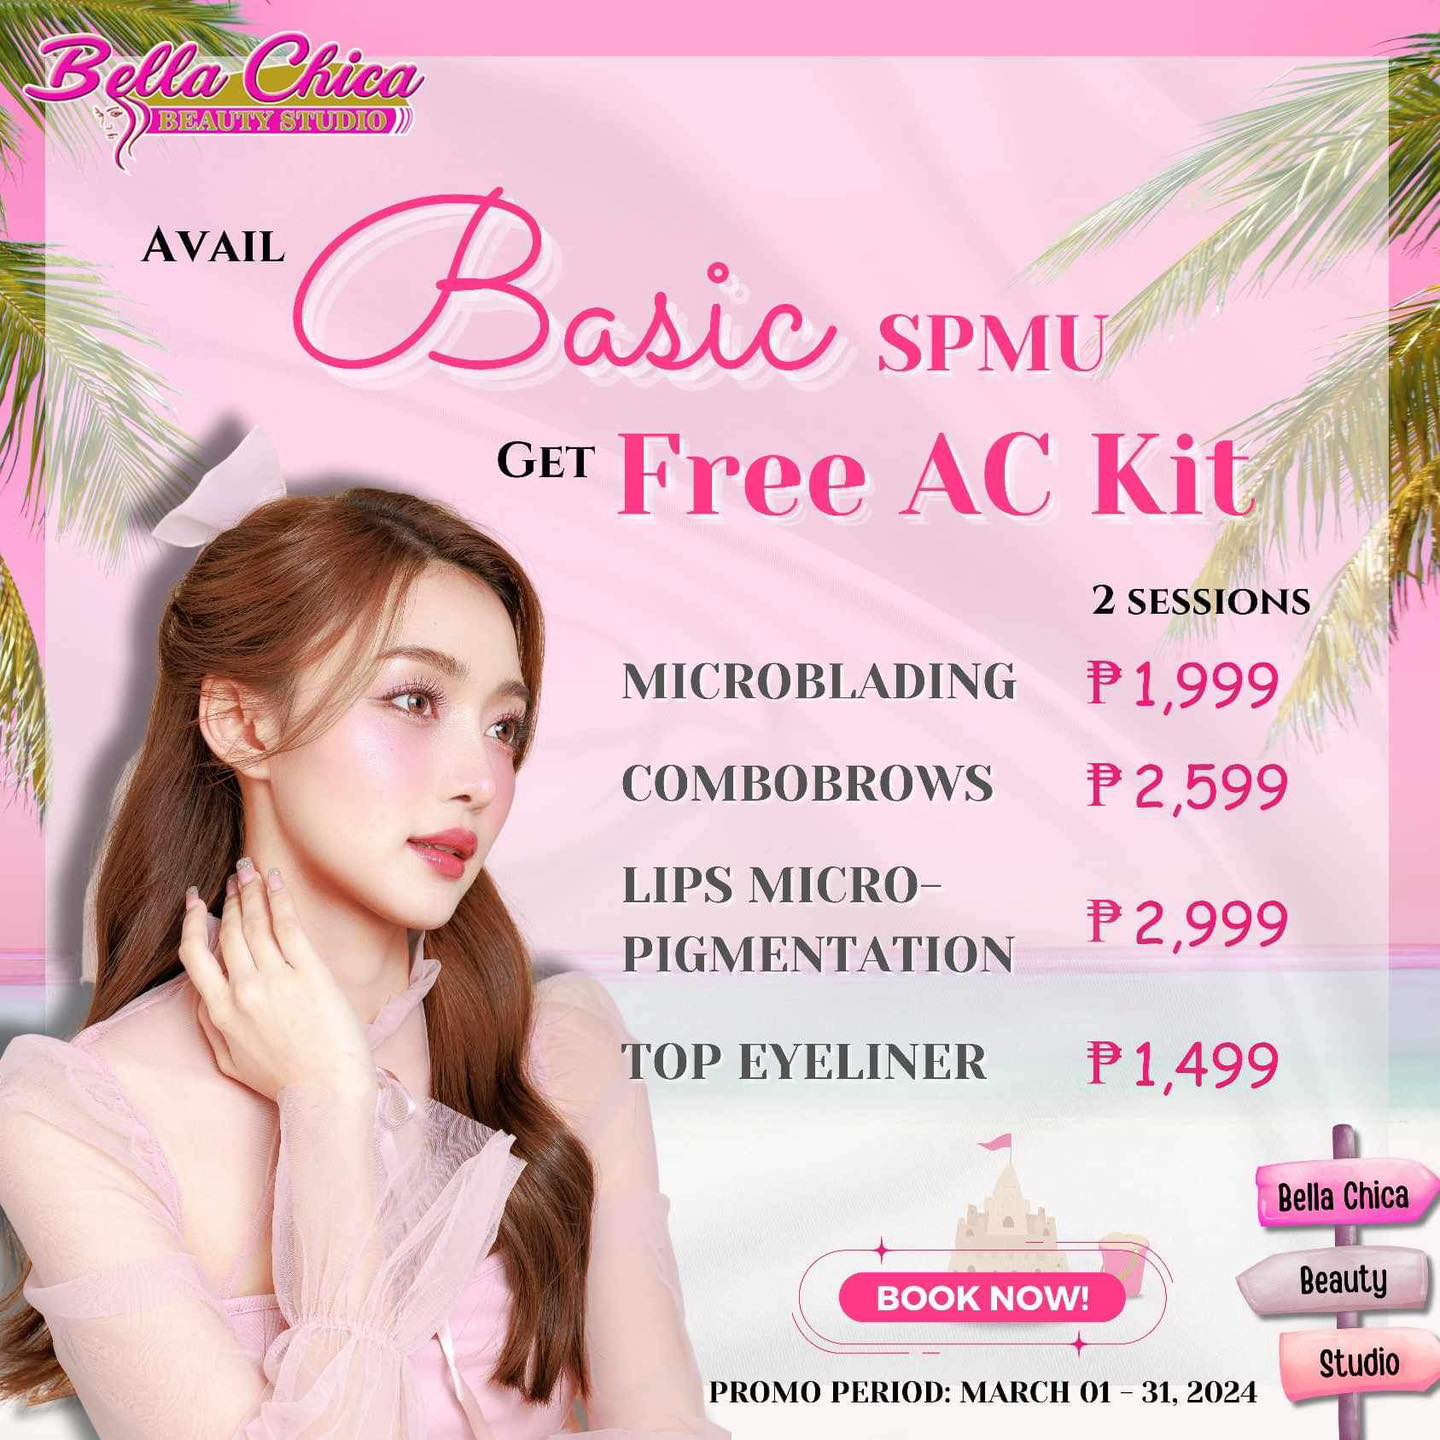 Bella Chica
BEAUTY STUDIO
AVAIL Basic SPMU
GET Free AC Kit
2 SESSIONS
MICROBLADING ₱1,999
COMBOBROWS ₱2,599
LIPS MICRO-
PIGMENTATION ₱2,999
TOP EYELINER ₱1,499
Bella Chica
Beauty
Studio
BOOK NOW!
PROMO PERIOD: MARCH 01 - 31, 2024